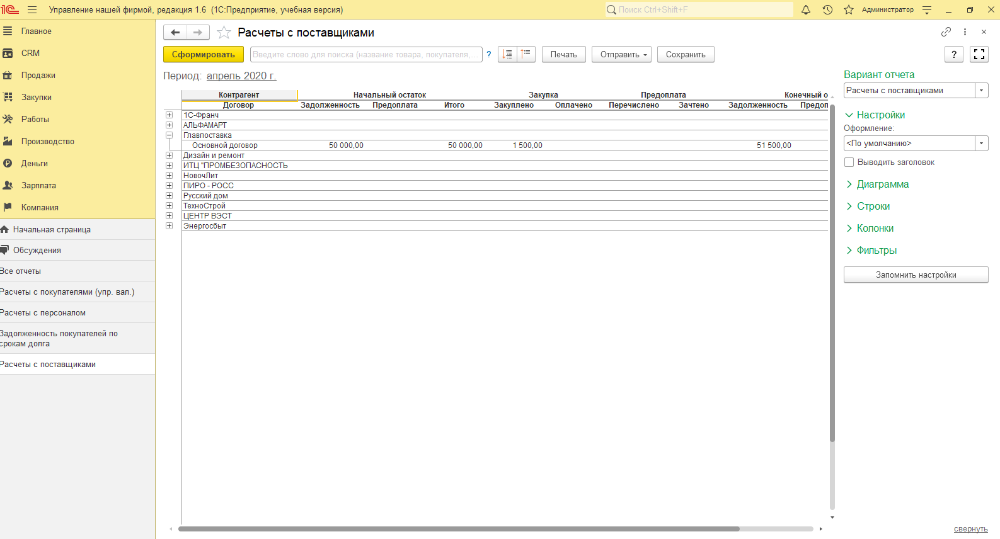 1С Управление нашей фирмой, редакция 1.6 (1С:Предприятие, учебная версия) Поиск Ctrl+Shift+F Администратор
Главное
CRM
Продажи
Закупки
Работы
Производство
Деньги
Зарплата
Компания
Начальная страница
Обсуждения
Все отчеты
Расчеты с покупателями (упр. вал.)
Расчеты с персоналом
Задолженность покупателей по
срокам долга
Расчеты с поставщиками
Расчеты с поставщиками
Сформировать Введите слово для поиска (название товара, покупателя,... ? Печать Отправить Сохранить ?
Период: апрель 2020 г.
Контрагент Начальный остаток Закупка Предоплата Конечный о
Договор Задолженность Предоплата Итого Закуплено Оплачено Перечислено Зачтено Задолженность Предоп
1С-Франч
АЛЬФАМАРТ
Главпоставка
Основной договор 50 000,00 50 000,00 1 500,00 51 500,00
Дизайн и ремонт
ИТЦ "ПРОМБЕЗОПАСНОСТЬ
НовочЛит
ПИРО - РОСС
Русский дом
ТехноСтрой
ЦЕНТР ВЭСТ
Энергосбыт
Вариант отчета
Расчеты с поставщиками
Настройки
Оформление:
<По умолчанию>
Выводить заголовок
Диаграмма
Строки
Колонки
Фильтры
Запомнить настройки
свернуть